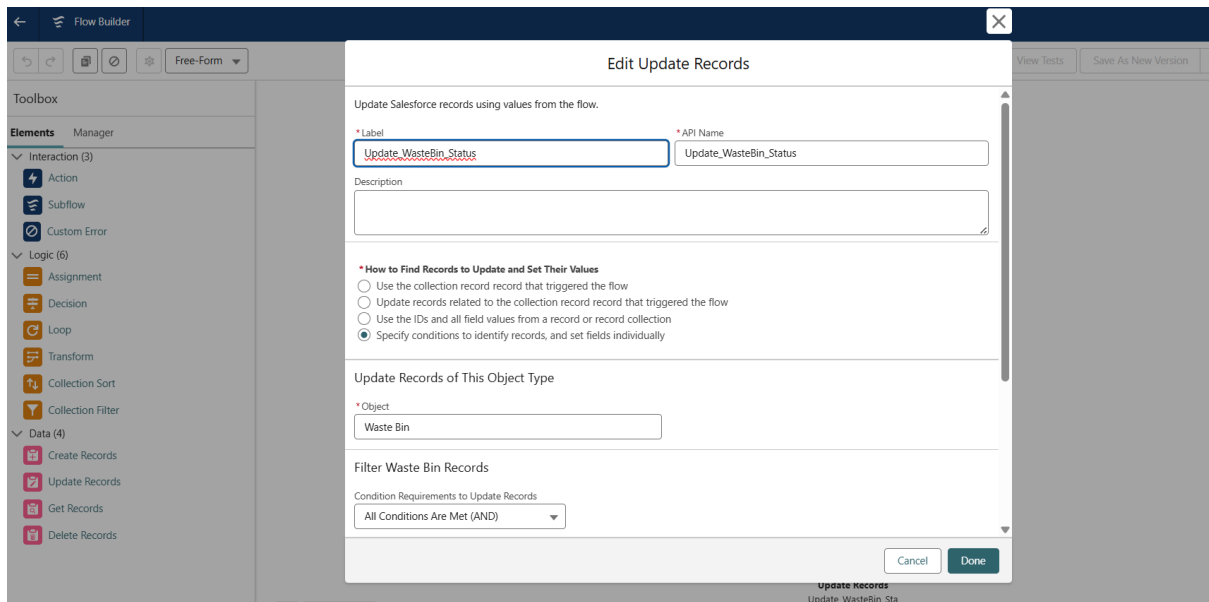 Flow Builder
Free-Form
View Tests
Save As New Version
Toolbox
Elements Manager
Interaction (3)
Action
Subflow
Custom Error
Logic (6)
Assignment
Decision
Loop
Transform
Collection Sort
Collection Filter
Data (4)
Create Records
Update Records
Get Records
Delete Records
Edit Update Records
Update Salesforce records using values from the flow.
* Label
Update_WasteBin_Status
* API Name
Update_WasteBin_Status
Description
* How to Find Records to Update and Set Their Values
Use the collection record record that triggered the flow
Update records related to the collection record record that triggered the flow
Use the IDs and all field values from a record or record collection
Specify conditions to identify records, and set fields individually
Update Records of This Object Type
* Object
Waste Bin
Filter Waste Bin Records
Condition Requirements to Update Records
All Conditions Are Met (AND)
Cancel
Done
Update Records
Update_WasteBin_Sta